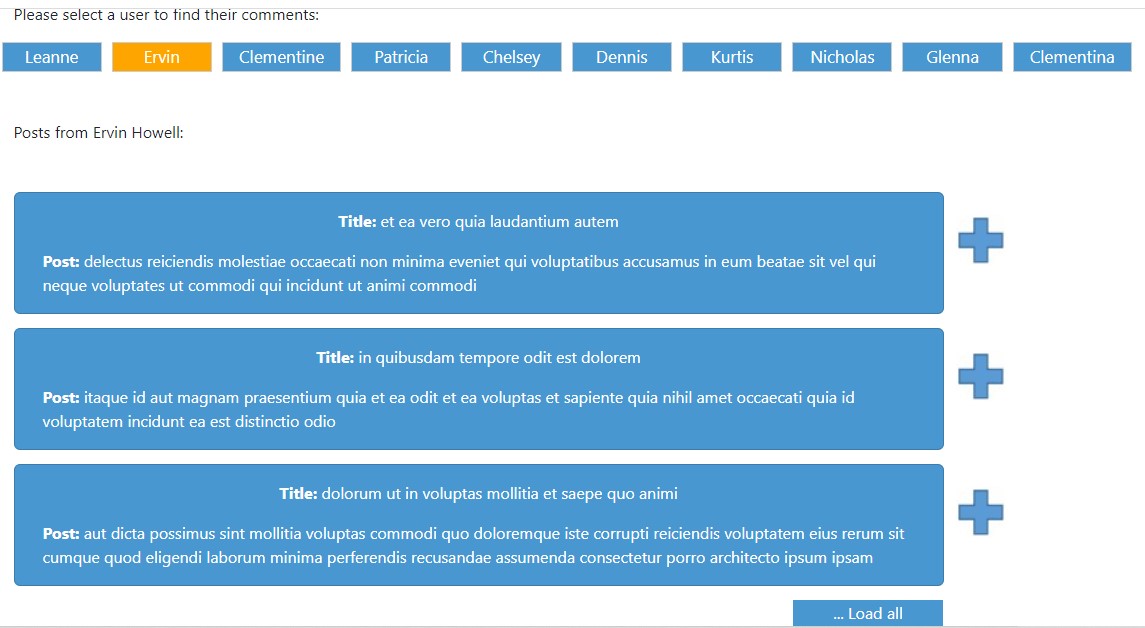 Please select a user to find their comments:
Leanne Ervin Clementine Patricia Chelsey Dennis Kurtis Nicholas Glenna Clementina
Posts from Ervin Howell:
Title: et ea vero quia laudantium autem
Post: delectus reiciendis molestiae occaecati non minima eveniet qui voluptatibus accusamus in eum beatae sit vel qui
neque voluptates ut commodi qui incidunt ut animi commodi
Title: in quibusdam tempore odit est dolorem
Post: itaque id aut magnam praesentium quia et ea odit et ea voluptas et sapiente quia nihil amet occaecati quia id
voluptatem incidunt ea est distinctio odio
Title: dolorum ut in voluptas mollitia et saepe quo animi
Post: aut dicta possimus sint mollitia voluptas commodi quo doloremque iste corrupti reiciendis voluptatem eius rerum sit
cumque quod eligendi laborum minima perferendis recusandae assumenda consectetur porro architecto ipsum ipsam
... Load all